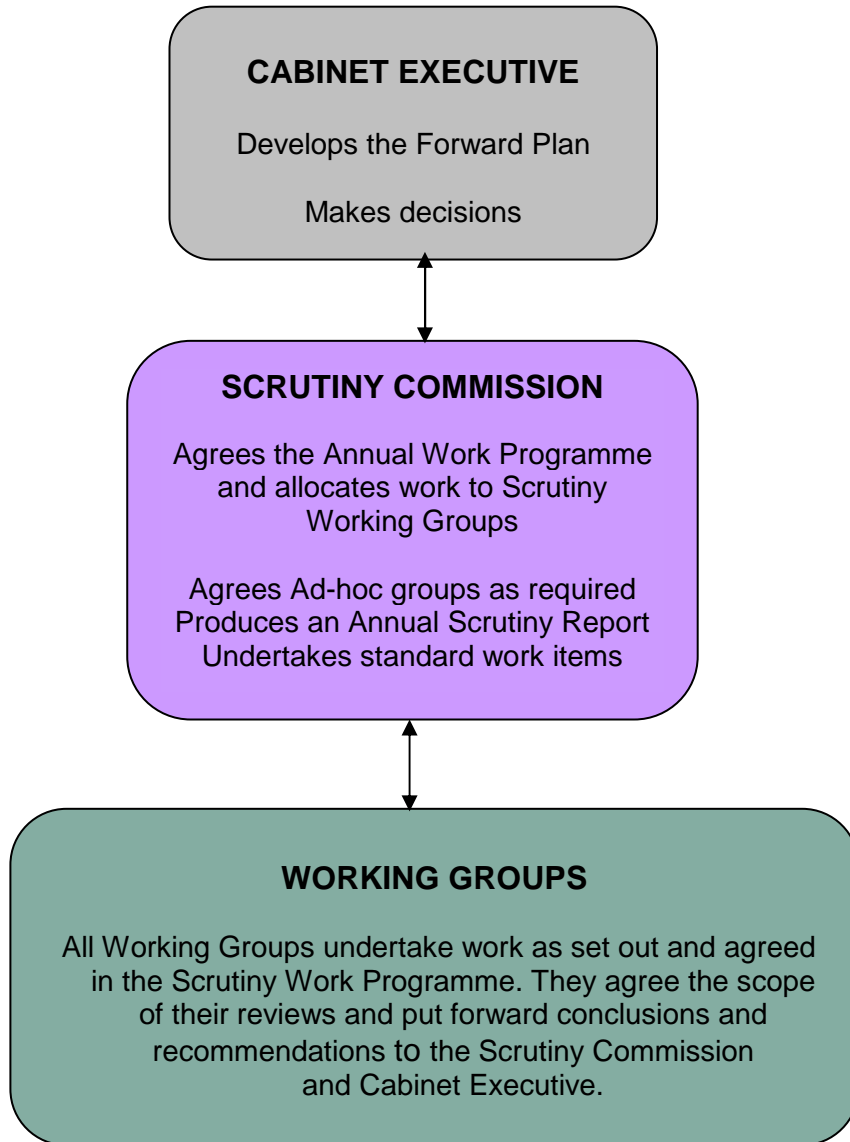 CABINET EXECUTIVE
Develops the Forward Plan
Makes decisions
SCRUTINY COMMISSION
Agrees the Annual Work Programme
and allocates work to Scrutiny
Working Groups
Agrees Ad-hoc groups as required
Produces an Annual Scrutiny Report
Undertakes standard work items
WORKING GROUPS
All Working Groups undertake work as set out and agreed
in the Scrutiny Work Programme. They agree the scope
of their reviews and put forward conclusions and
recommendations to the Scrutiny Commission
and Cabinet Executive.